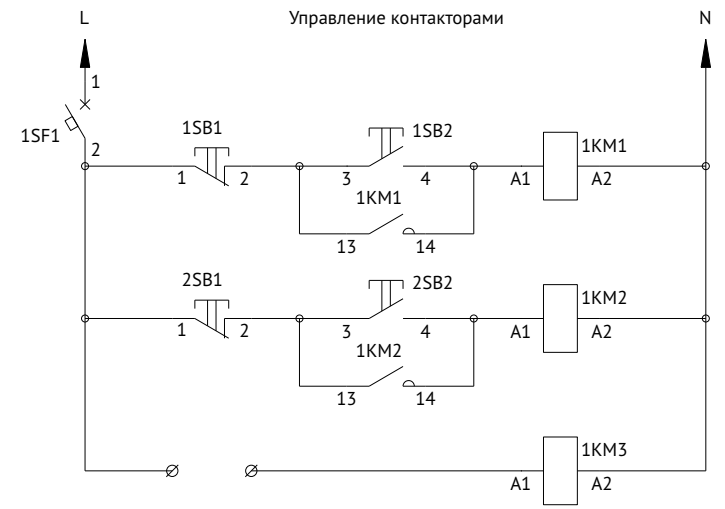 L Управление контакторами N
1
1SF1
2
1SB1 1SB2 1KM1
1 2 3 4 A1 A2
1KM1
13 14
2SB1 2SB2 1KM2
1 2 3 4 A1 A2
1KM2
13 14
1KM3
A1 A2